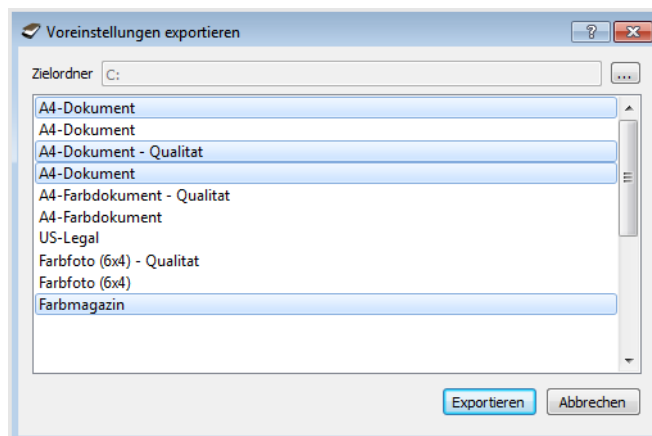 Voreinstellungen exportieren
?
Zielordner C: ...
A4-Dokument
A4-Dokument
A4-Dokument - Qualitat
A4-Dokument
A4-Farbdokument - Qualitat
A4-Farbdokument
US-Legal
Farbfoto (6x4) - Qualitat
Farbfoto (6x4)
Farbmagazin
Exportieren Abbrechen